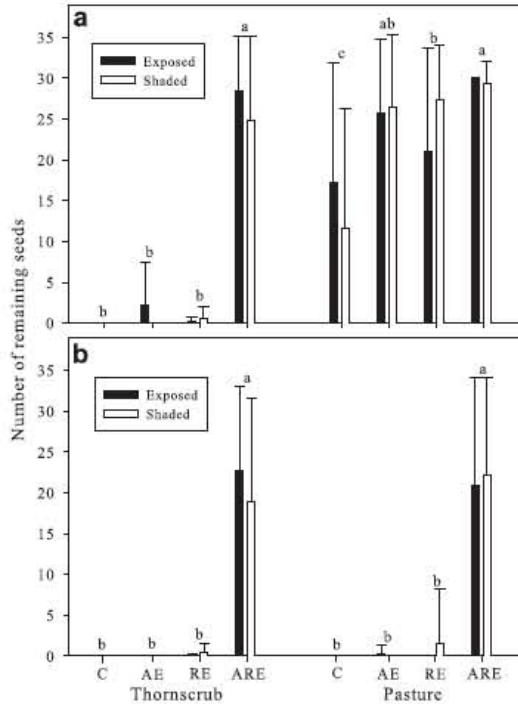 a
Exposed
Shaded
35
30
25
20
15
10
5
0
b
b
b
a
c
ab
b
a
Number of remaining seeds
b
Exposed
Shaded
35
30
25
20
15
10
5
0
b
b
b
a
b
b
b
a
C AE RE ARE C AE RE ARE
Thornscrub Pasture